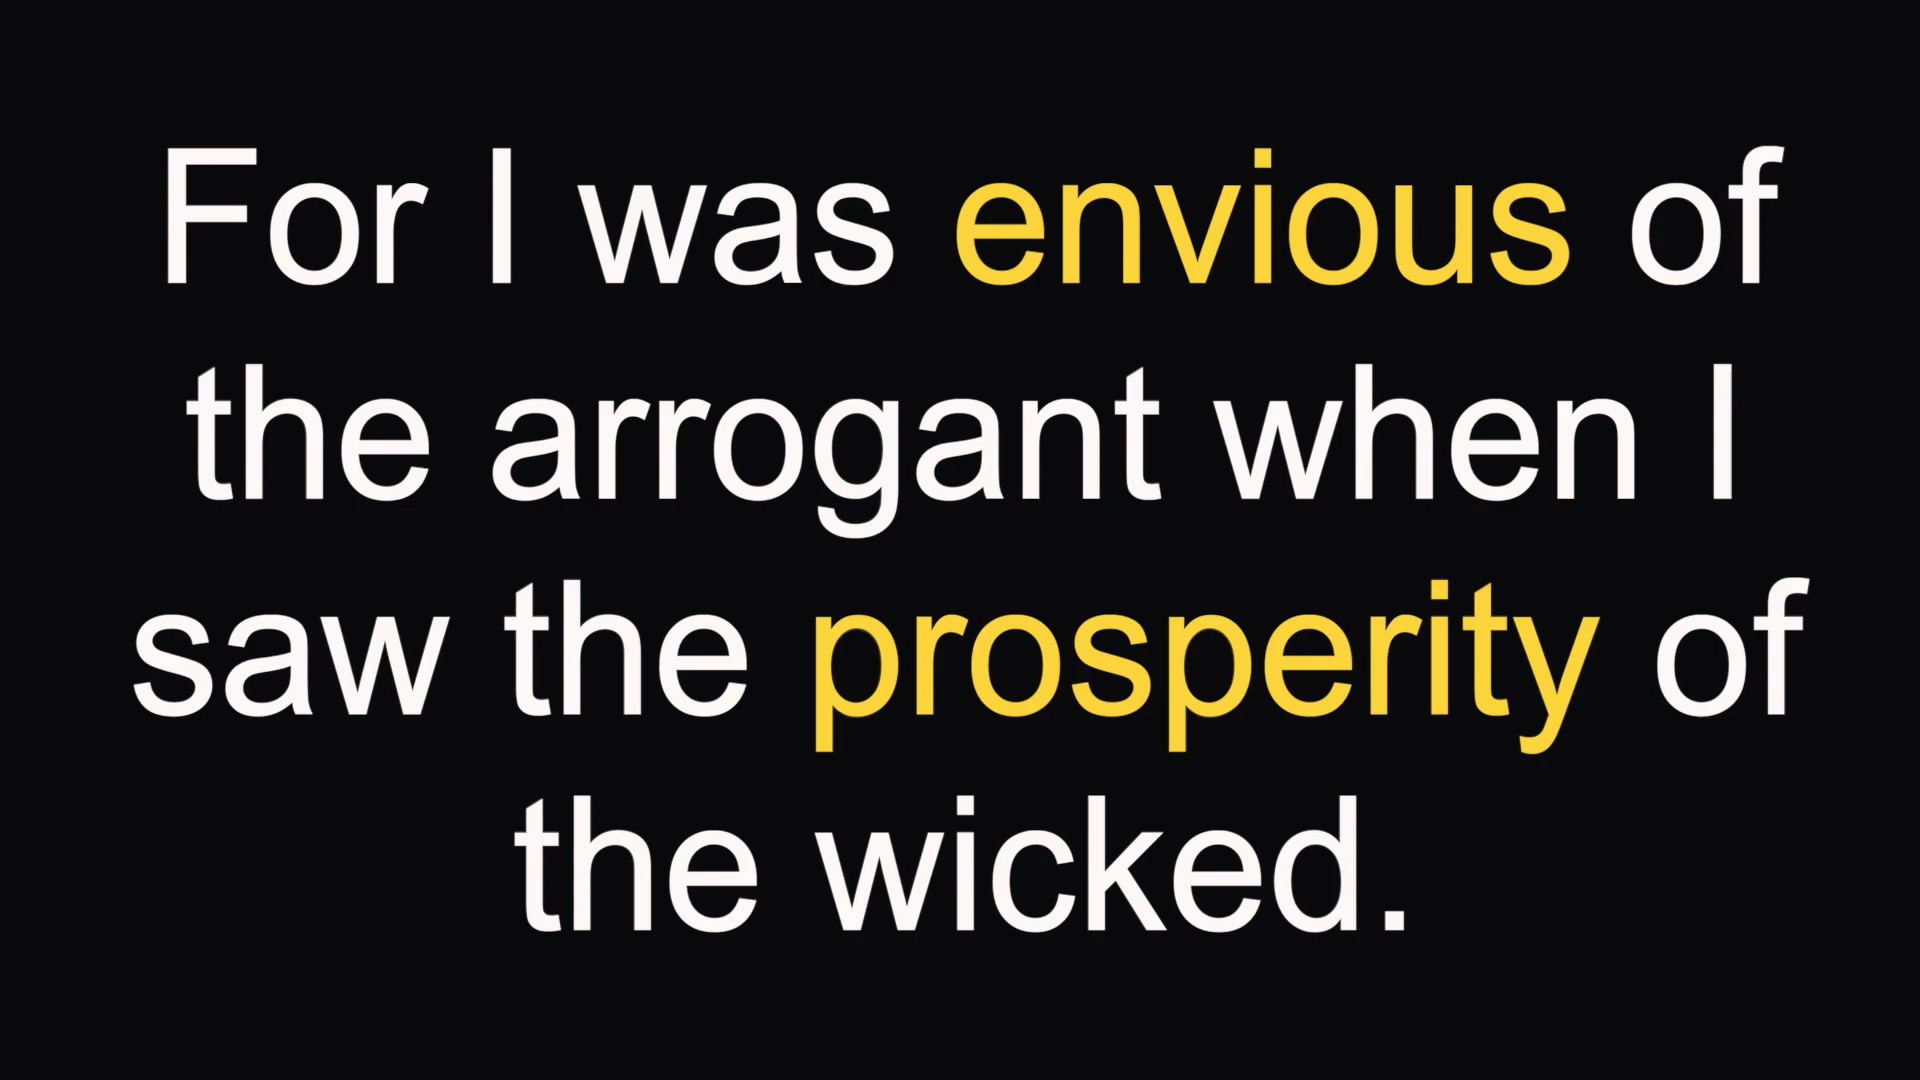 For I was envious of
the arrogant when I
saw the prosperity of
the wicked.